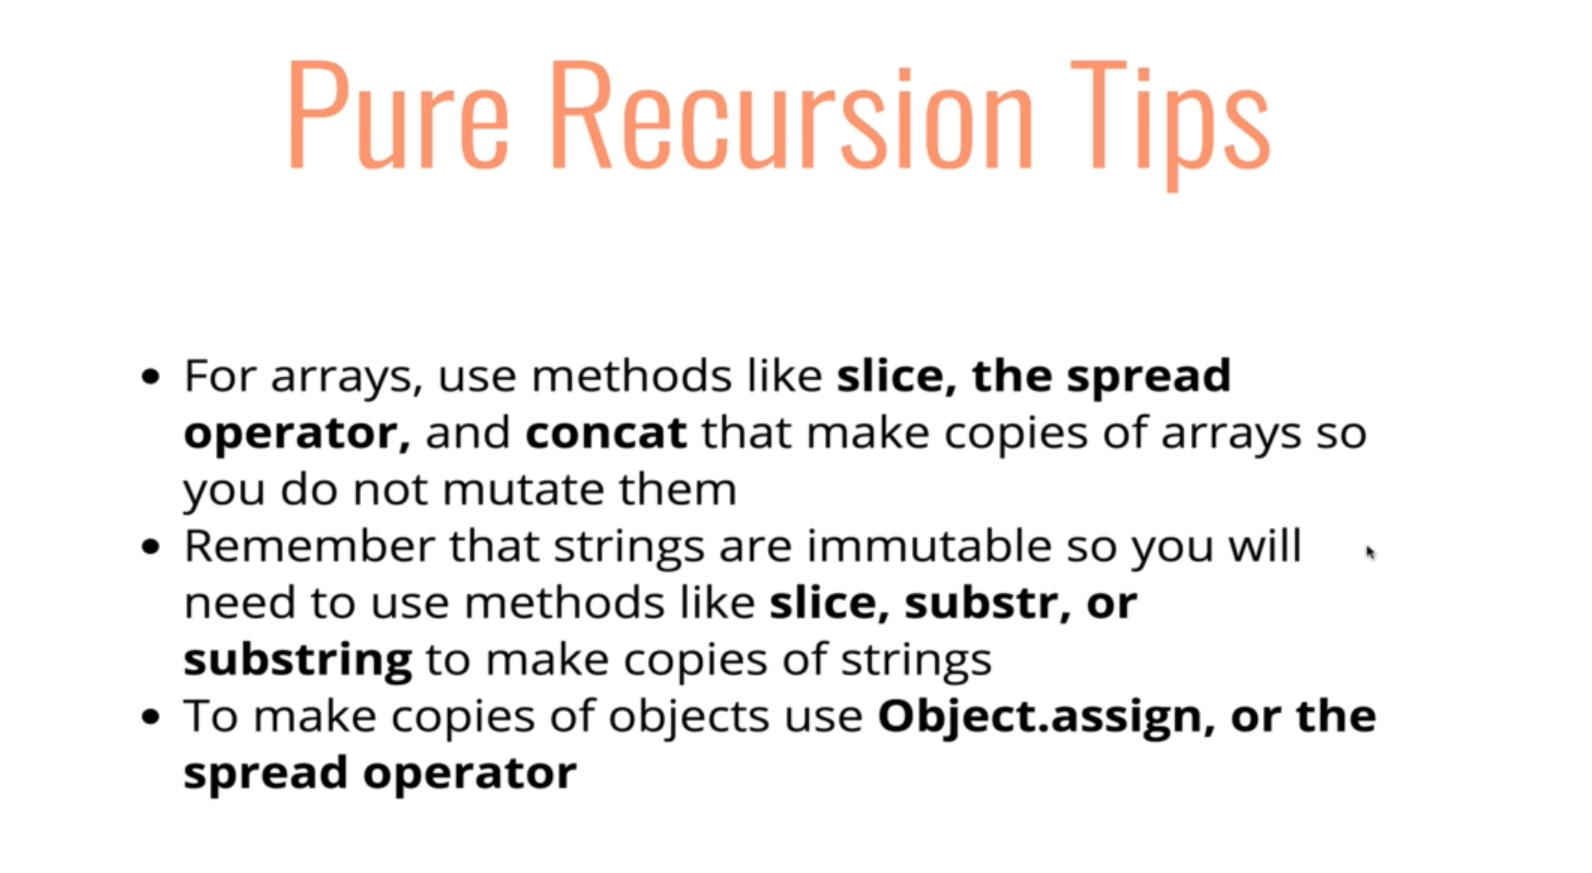 Pure Recursion Tips
• For arrays, use methods like slice, the spread
operator, and concat that make copies of arrays so
you do not mutate them
• Remember that strings are immutable so you will
need to use methods like slice, substr, or
substring to make copies of strings
• To make copies of objects use Object.assign, or the
spread operator